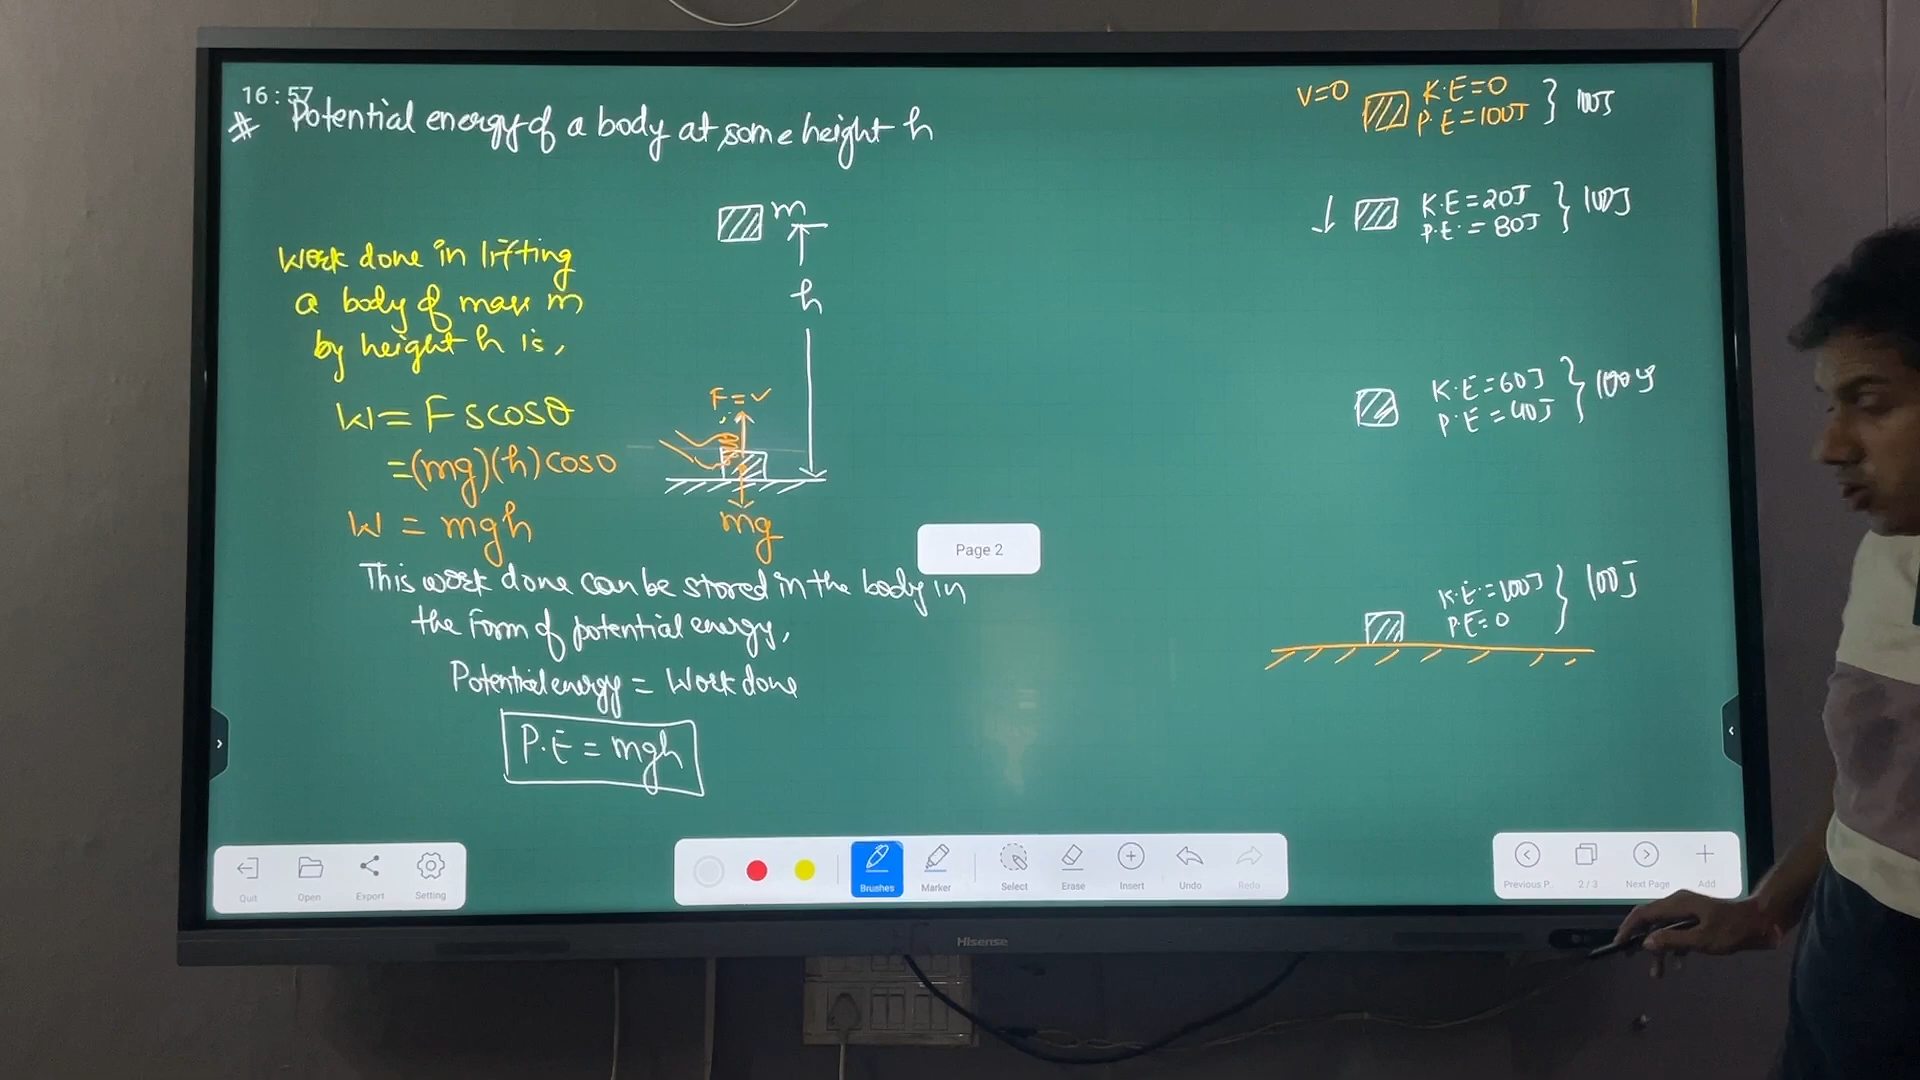 16:57
# Potential energy of a body at some height h
m
h
Work done in lifting
a body of mass m
by height h is,
W = F s cosθ
= (mg)(h) cos0
W = mgh
F = ✓
mg
This work done can be stored in the body in
the form of potential energy,
Potential energy = Work done
P.E = mgh
V=0
K.E=0
P.E=100J
} 100J
↓
K.E=20J
P.E.=80J
} 100J
K.E=60J
P.E=40J
} 100J
K.E.=100J
P.E=0
} 100J
Page 2
Quit
Open
Export
Setting
Brushes
Marker
Select
Erase
Insert
Undo
Redo
Previous P..
2/3
Next Page
Add
Hisense